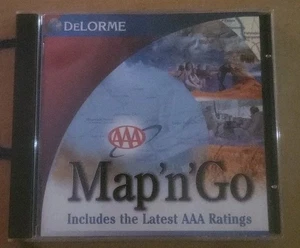 DELORME
AAA
Map'n'Go
Includes the Latest AAA Ratings